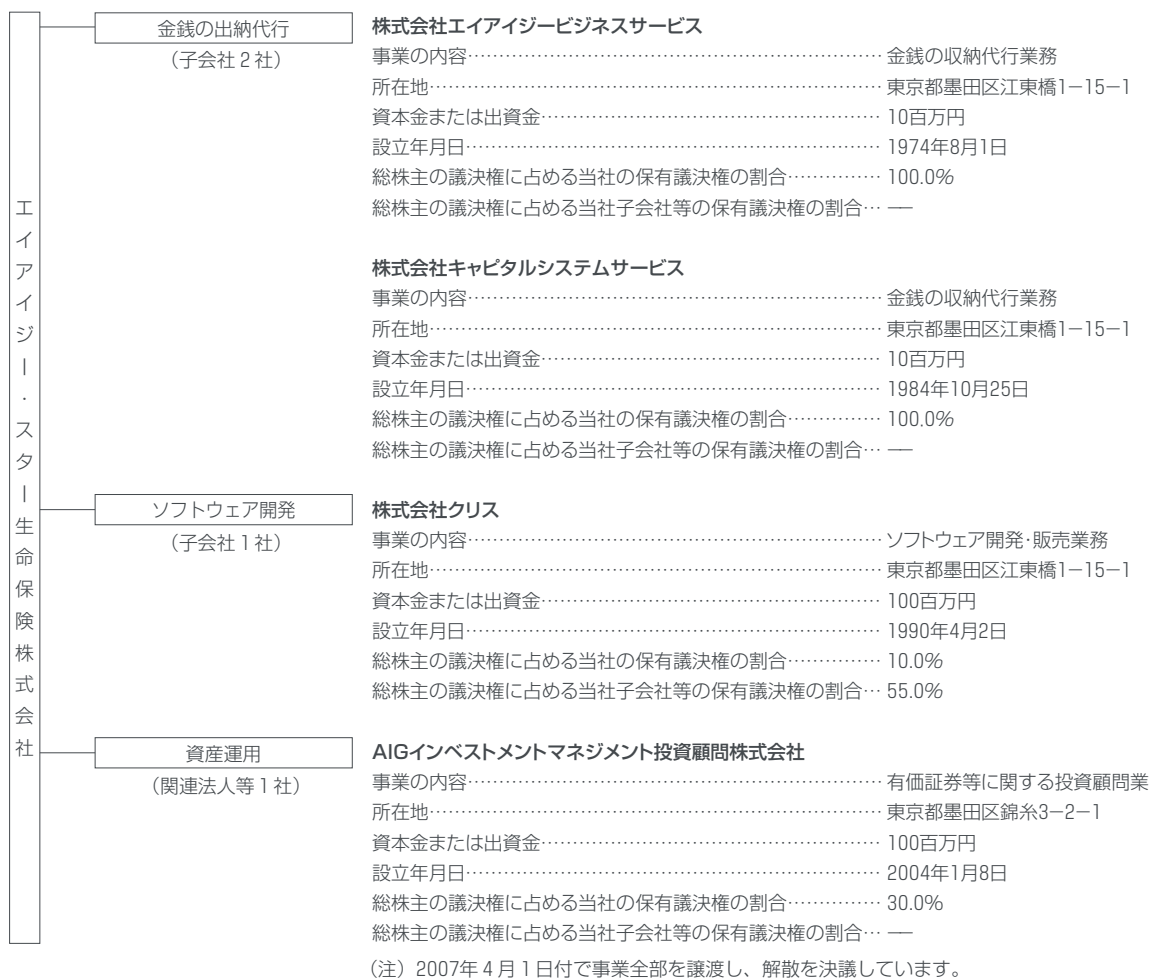 エイアイジー・スター生命保険株式会社
金銭の出納代行
（子会社２社）
株式会社エイアイジービジネスサービス
事業の内容…………………………………………………………… 金銭の収納代行業務
所在地………………………………………………………………… 東京都墨田区江東橋1−15−1
資本金または出資金………………………………………………… 10百万円
設立年月日…………………………………………………………… 1974年8月1日
総株主の議決権に占める当社の保有議決権の割合…………… 100.0%
総株主の議決権に占める当社子会社等の保有議決権の割合… ──
株式会社キャピタルシステムサービス
事業の内容…………………………………………………………… 金銭の収納代行業務
所在地………………………………………………………………… 東京都墨田区江東橋1−15−1
資本金または出資金………………………………………………… 10百万円
設立年月日…………………………………………………………… 1984年10月25日
総株主の議決権に占める当社の保有議決権の割合…………… 100.0%
総株主の議決権に占める当社子会社等の保有議決権の割合… ──
ソフトウェア開発
（子会社１社）
株式会社クリス
事業の内容…………………………………………………………… ソフトウェア開発・販売業務
所在地………………………………………………………………… 東京都墨田区江東橋1−15−1
資本金または出資金………………………………………………… 100百万円
設立年月日…………………………………………………………… 1990年4月2日
総株主の議決権に占める当社の保有議決権の割合…………… 10.0%
総株主の議決権に占める当社子会社等の保有議決権の割合… 55.0%
資産運用
（関連法人等１社）
AIGインベストメントマネジメント投資顧問株式会社
事業の内容…………………………………………………………… 有価証券等に関する投資顧問業
所在地………………………………………………………………… 東京都墨田区錦糸3−2−1
資本金または出資金………………………………………………… 100百万円
設立年月日…………………………………………………………… 2004年1月8日
総株主の議決権に占める当社の保有議決権の割合…………… 30.0%
総株主の議決権に占める当社子会社等の保有議決権の割合… ──
（注）2007年４月１日付で事業全部を譲渡し、解散を決議しています。